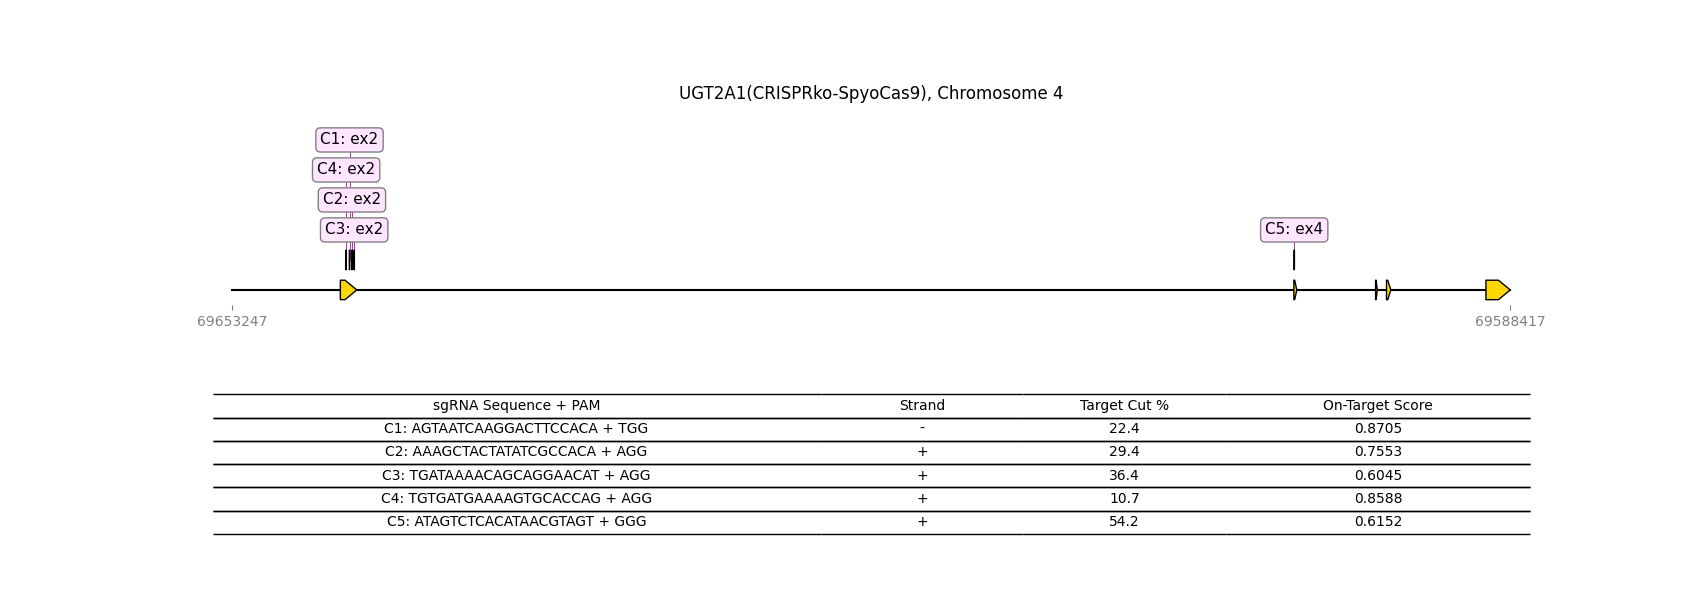 UGT2A1(CRISPRko-SpyoCas9), Chromosome 4
C1: ex2
C4: ex2
C2: ex2
C3: ex2
C5: ex4
69653247
69588417
sgRNA Sequence + PAM Strand Target Cut % On-Target Score
C1: AGTAATCAAGGACTTCCACA + TGG - 22.4 0.8705
C2: AAAGCTACTATATCGCCACA + AGG + 29.4 0.7553
C3: TGATAAAACAGCAGGAACAT + AGG + 36.4 0.6045
C4: TGTGATGAAAAGTGCACCAG + AGG + 10.7 0.8588
C5: ATAGTCTCACATAACGTAGT + GGG + 54.2 0.6152